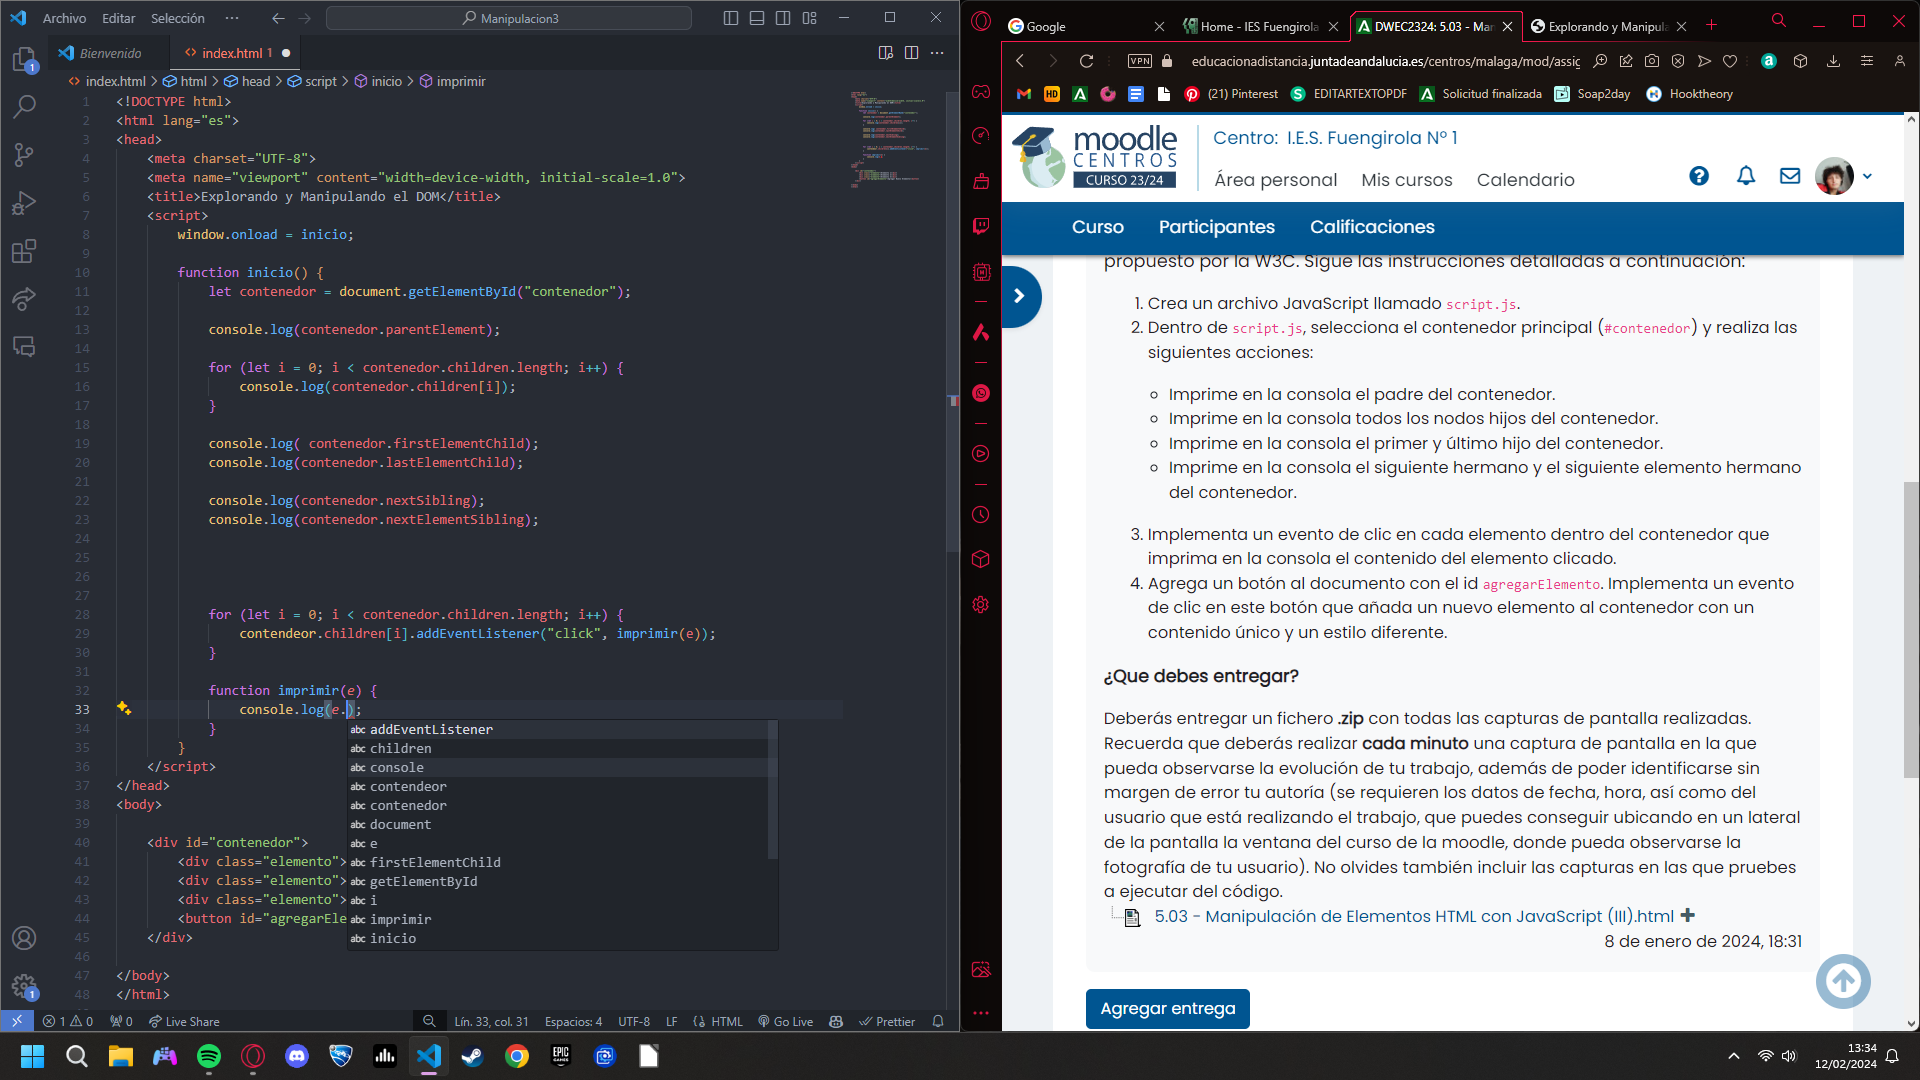 Archivo Editar Selección ··· Manipulacion3
Bienvenido index.html 1
index.html > html > head > script > inicio > imprimir
1 <!DOCTYPE html>
2 <html lang="es">
3 <head>
4 <meta charset="UTF-8">
5 <meta name="viewport" content="width=device-width, initial-scale=1.0">
6 <title>Explorando y Manipulando el DOM</title>
7 <script>
8 window.onload = inicio;
9
10 function inicio() {
11 let contenedor = document.getElementById("contenedor");
12
13 console.log(contenedor.parentElement);
14
15 for (let i = 0; i < contenedor.children.length; i++) {
16 console.log(contenedor.children[i]);
17 }
18
19 console.log( contenedor.firstElementChild);
20 console.log(contenedor.lastElementChild);
21
22 console.log(contenedor.nextSibling);
23 console.log(contenedor.nextElementSibling);
24
25
26
27
28 for (let i = 0; i < contenedor.children.length; i++) {
29 contendeor.children[i].addEventListener("click", imprimir(e));
30 }
31
32 function imprimir(e) {
33 console.log(e.);
34 }
35 }
36 </script>
37 </head>
38 <body>
39
40 <div id="contenedor">
41 <div class="elemento">
42 <div class="elemento">
43 <div class="elemento">
44 <button id="agregarEle
45 </div>
46
47 </body>
48 </html>
abc addEventListener
abc children
abc console
abc contendeor
abc contenedor
abc document
abc e
abc firstElementChild
abc getElementById
abc i
abc imprimir
abc inicio
1
1
1 0 0 Live Share Lín. 33, col. 31 Espacios: 4 UTF-8 LF HTML Go Live Prettier
Google Home - IES Fuengirola DWEC2324: 5.03 - Man Explorando y Manipula
VPN educacionadistancia.juntadeandalucia.es/centros/malaga/mod/assig
HD (21) Pinterest EDITARTEXTOPDF Solicitud finalizada Soap2day Hooktheory
moodle
CENTROS
CURSO 23/24
Centro: I.E.S. Fuengirola Nº 1
Área personal Mis cursos Calendario
Curso Participantes Calificaciones
propuesto por la W3C. Sigue las instrucciones detalladas a continuación:
1. Crea un archivo JavaScript llamado script.js.
2. Dentro de script.js, selecciona el contenedor principal (#contenedor) y realiza las
siguientes acciones:
Imprime en la consola el padre del contenedor.
Imprime en la consola todos los nodos hijos del contenedor.
Imprime en la consola el primer y último hijo del contenedor.
Imprime en la consola el siguiente hermano y el siguiente elemento hermano
del contenedor.
3. Implementa un evento de clic en cada elemento dentro del contenedor que
imprima en la consola el contenido del elemento clicado.
4. Agrega un botón al documento con el id agregarElemento. Implementa un evento
de clic en este botón que añada un nuevo elemento al contenedor con un
contenido único y un estilo diferente.
¿Que debes entregar?
Deberás entregar un fichero .zip con todas las capturas de pantalla realizadas.
Recuerda que deberás realizar cada minuto una captura de pantalla en la que
pueda observarse la evolución de tu trabajo, además de poder identificarse sin
margen de error tu autoría (se requieren los datos de fecha, hora, así como del
usuario que está realizando el trabajo, que puedes conseguir ubicando en un lateral
de la pantalla la ventana del curso de la moodle, donde pueda observarse la
fotografía de tu usuario). No olvides también incluir las capturas en las que pruebes
a ejecutar del código.
5.03 - Manipulación de Elementos HTML con JavaScript (III).html
8 de enero de 2024, 18:31
Agregar entrega
EPIC GAMES
13:34
12/02/2024